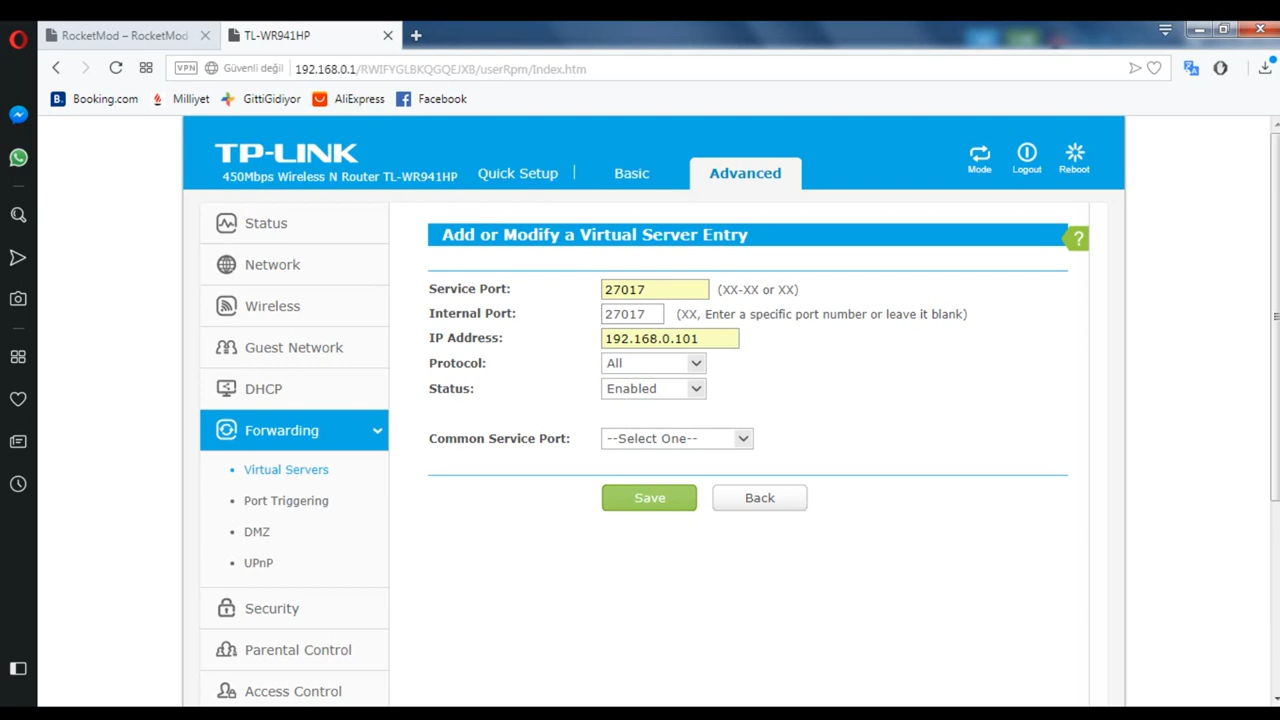 RocketMod – RocketMod
TL-WR941HP
VPN
Güvenli değil
192.168.0.1/RWIFYGLBKQGQEJXB/userRpm/Index.htm
B.
Booking.com
Milliyet
GittiGidiyor
AliExpress
Facebook
TP-LINK
450Mbps Wireless N Router TL-WR941HP
Quick Setup
Basic
Advanced
Mode
Logout
Reboot
Status
Network
Wireless
Guest Network
DHCP
Forwarding
Virtual Servers
Port Triggering
DMZ
UPnP
Security
Parental Control
Access Control
Add or Modify a Virtual Server Entry
?
Service Port: 27017 (XX-XX or XX)
Internal Port: 27017 (XX, Enter a specific port number or leave it blank)
IP Address: 192.168.0.101
Protocol: All
Status: Enabled
Common Service Port: --Select One--
Save
Back